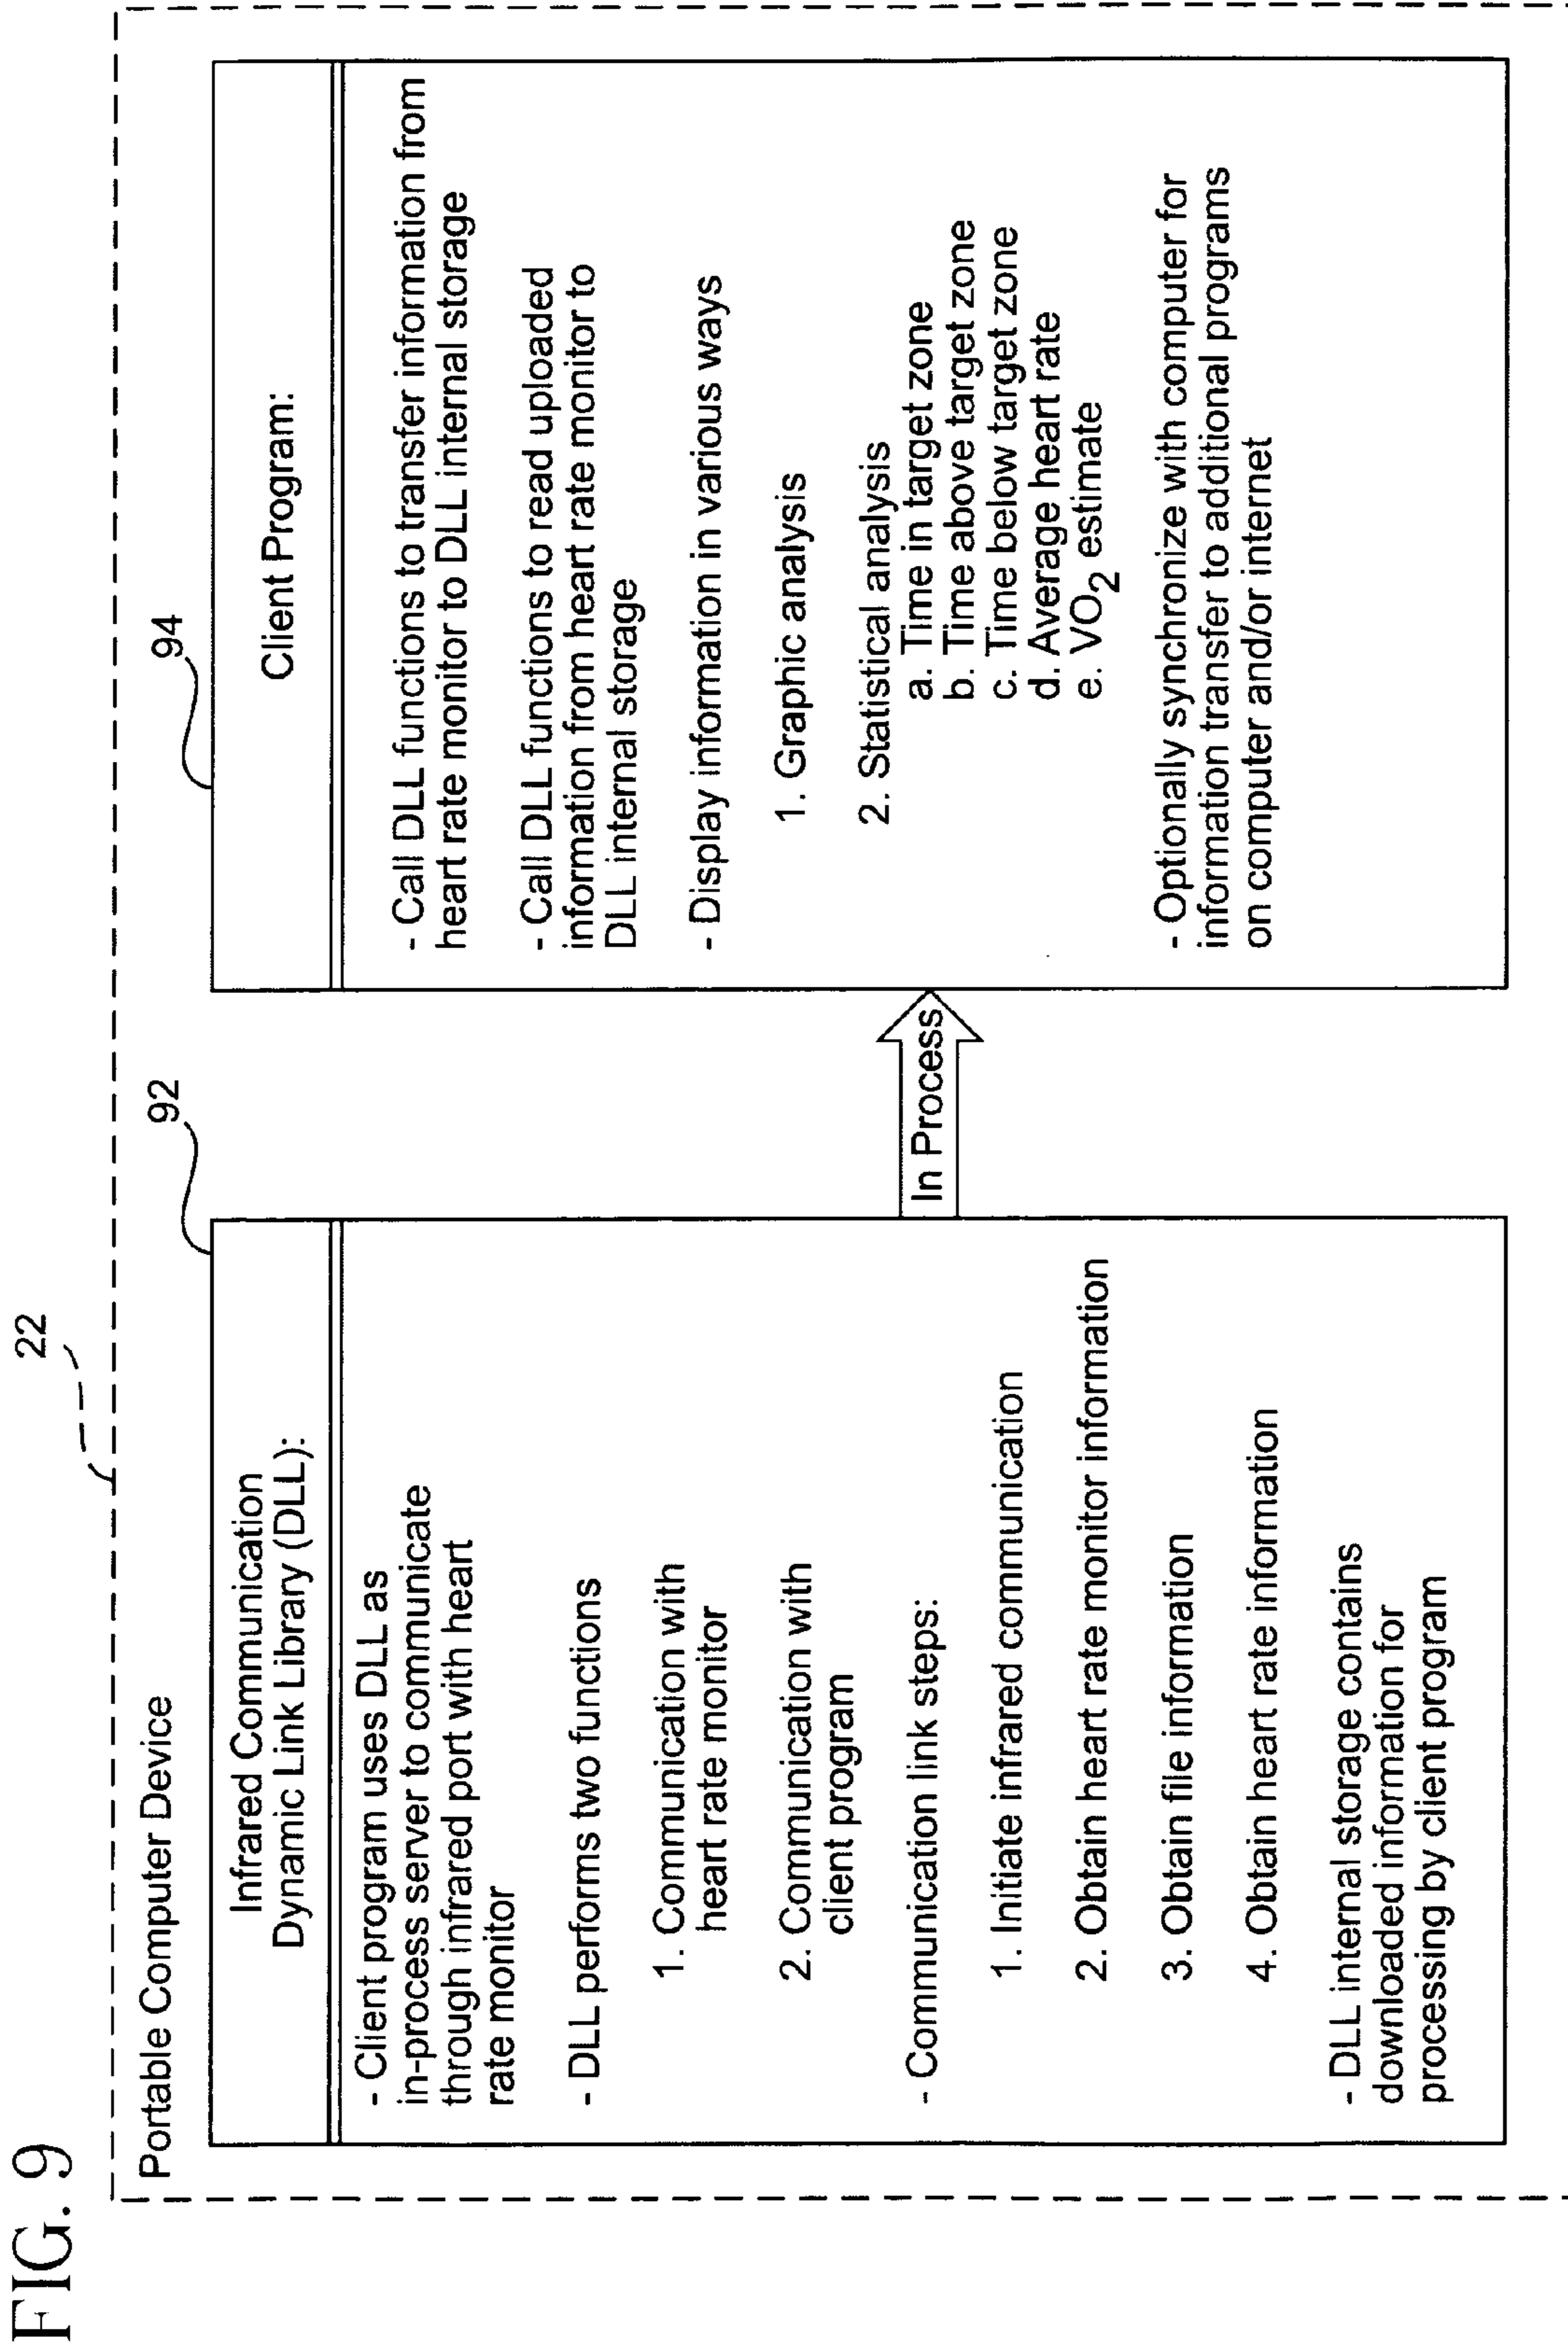 FIG. 9
22
Portable Computer Device
92
Infrared Communication
Dynamic Link Library (DLL):
- Client program uses DLL as
in-process server to communicate
through infrared port with heart
rate monitor
- DLL performs two functions
1. Communication with
heart rate monitor
2. Communication with
client program
- Communication link steps:
1. Initiate infrared communication
2. Obtain heart rate monitor information
3. Obtain file information
4. Obtain heart rate information
- DLL internal storage contains
downloaded information for
processing by client program
In Process
94
Client Program:
- Call DLL functions to transfer information from
heart rate monitor to DLL internal storage
- Call DLL functions to read uploaded
information from heart rate monitor to
DLL internal storage
- Display information in various ways
1. Graphic analysis
2. Statistical analysis
a. Time in target zone
b. Time above target zone
c. Time below target zone
d. Average heart rate
e. VO2 estimate
- Optionally synchronize with computer for
information transfer to additional programs
on computer and/or internet